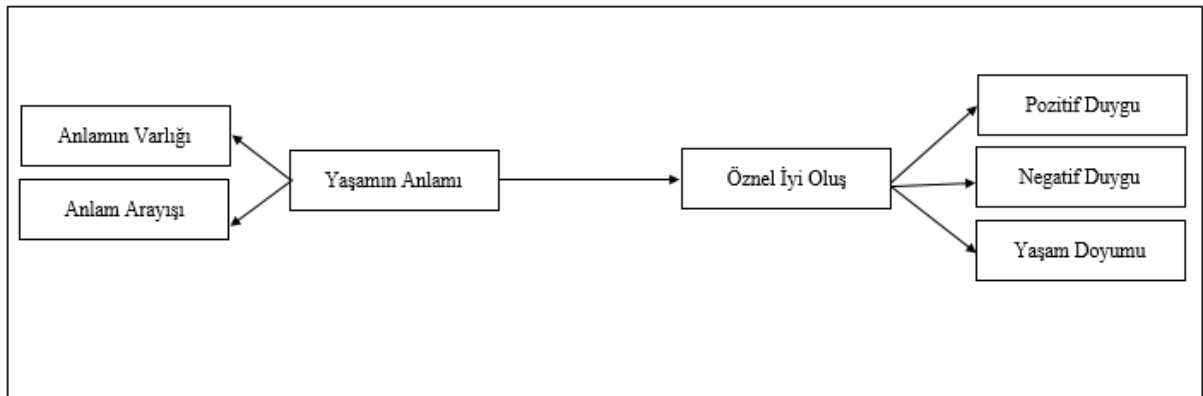 Anlamın Varlığı
Anlam Arayışı
Yaşamın Anlamı
Öznel İyi Oluş
Pozitif Duygu
Negatif Duygu
Yaşam Doyumu